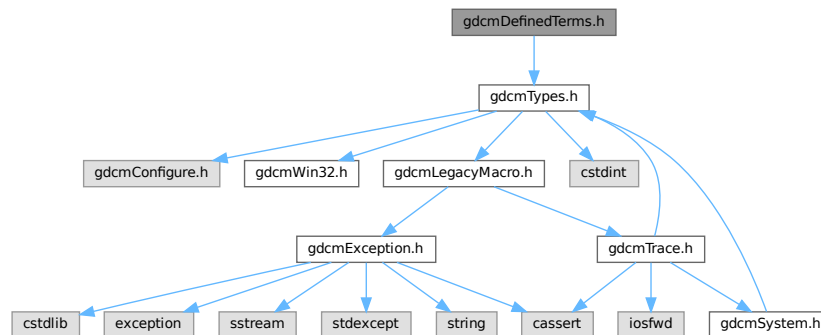 gdcmDefinedTerms.h
gdcmTypes.h
gdcmConfigure.h
gdcmWin32.h
gdcmLegacyMacro.h
cstdint
gdcmException.h
gdcmTrace.h
cstdlib
exception
sstream
stdexcept
string
cassert
iosfwd
gdcmSystem.h